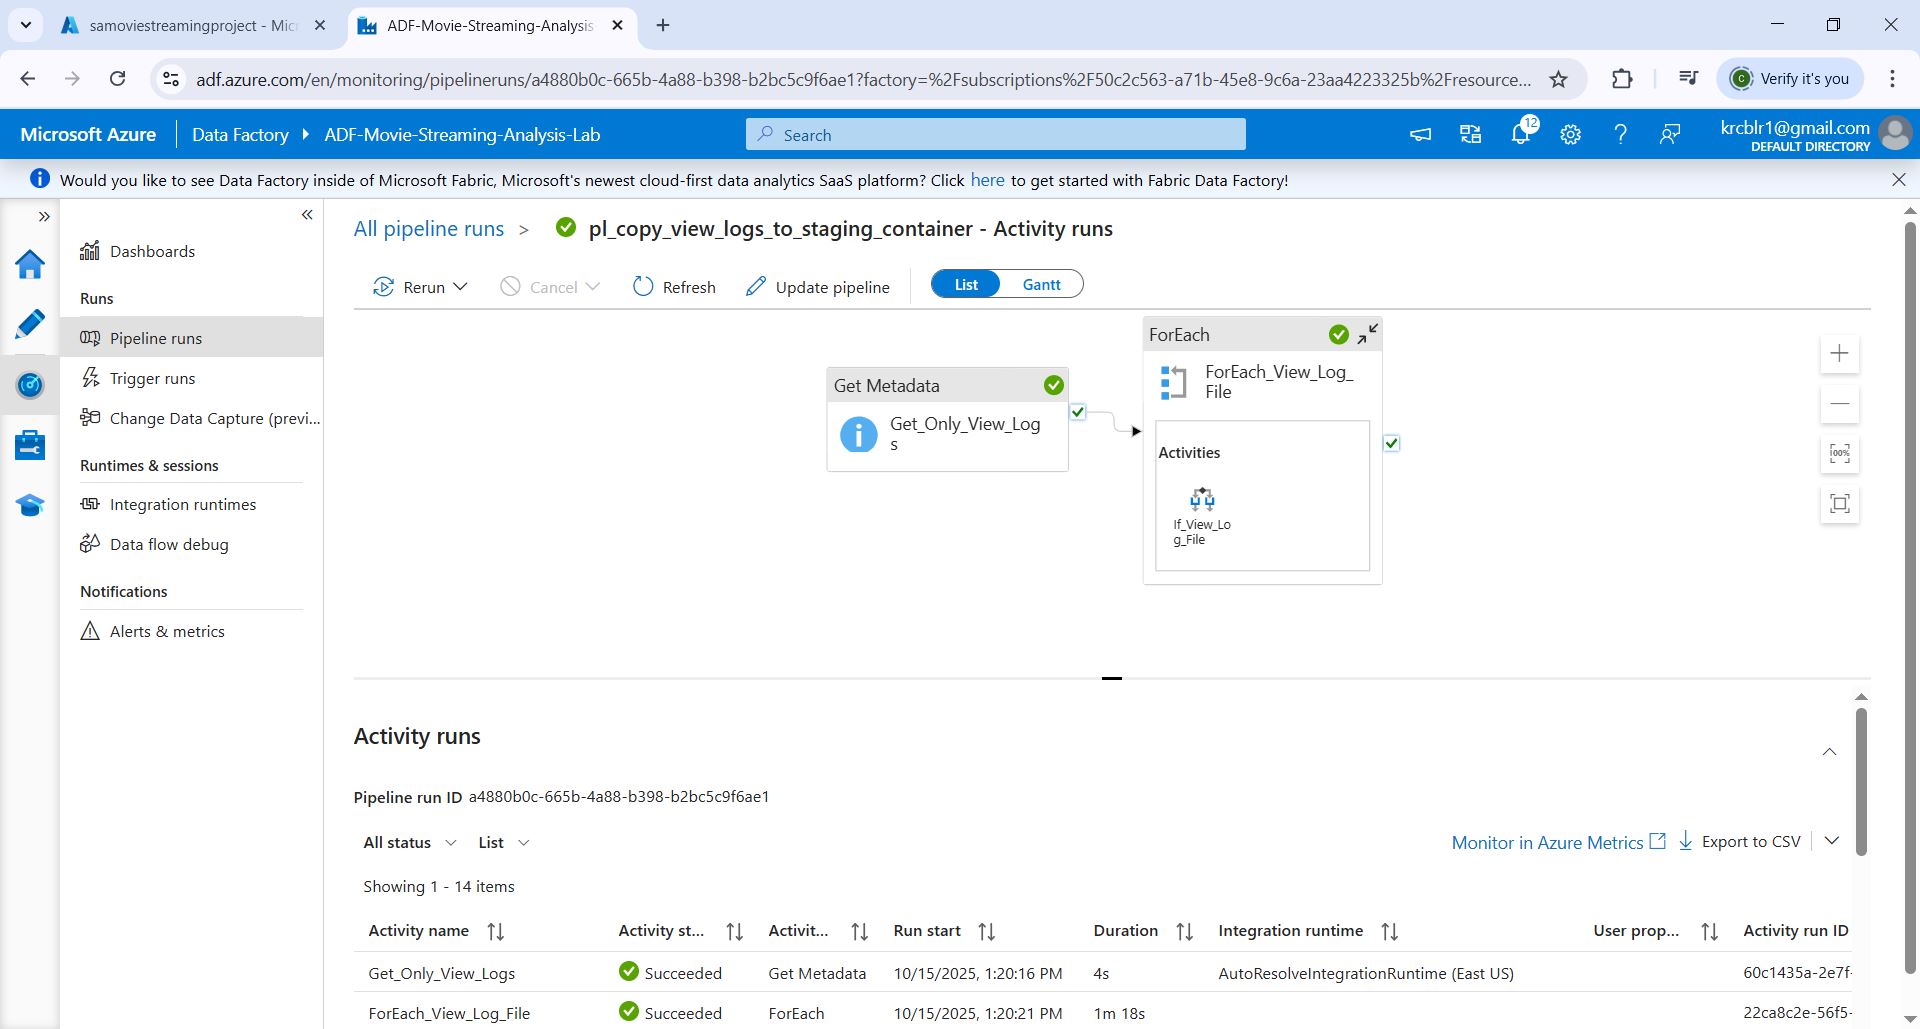 samoviestreamingproject - Micr
ADF-Movie-Streaming-Analysis
adf.azure.com/en/monitoring/pipelineruns/a4880b0c-665b-4a88-b398-b2bc5c9f6ae1?factory=%2Fsubscriptions%2F50c2c563-a71b-45e8-9c6a-23aa4223325b%2Fresource...
C Verify it's you
Microsoft Azure
Data Factory
ADF-Movie-Streaming-Analysis-Lab
Search
12
krcblr1@gmail.com
DEFAULT DIRECTORY
Would you like to see Data Factory inside of Microsoft Fabric, Microsoft's newest cloud-first data analytics SaaS platform? Click here to get started with Fabric Data Factory!
Dashboards
Runs
Pipeline runs
Trigger runs
Change Data Capture (previ...
Runtimes & sessions
Integration runtimes
Data flow debug
Notifications
Alerts & metrics
All pipeline runs > pl_copy_view_logs_to_staging_container - Activity runs
Rerun
Cancel
Refresh
Update pipeline
List
Gantt
Get Metadata
Get_Only_View_Log
s
ForEach
ForEach_View_Log_
File
Activities
If_View_Lo
g_File
100%
Activity runs
Pipeline run ID a4880b0c-665b-4a88-b398-b2bc5c9f6ae1
All status List
Monitor in Azure Metrics
Export to CSV
Showing 1 - 14 items
Activity name Activity st... Activit... Run start Duration Integration runtime User prop... Activity run ID
Get_Only_View_Logs Succeeded Get Metadata 10/15/2025, 1:20:16 PM 4s AutoResolveIntegrationRuntime (East US) 60c1435a-2e7f-
ForEach_View_Log_File Succeeded ForEach 10/15/2025, 1:20:21 PM 1m 18s 22ca8c2e-56f5-